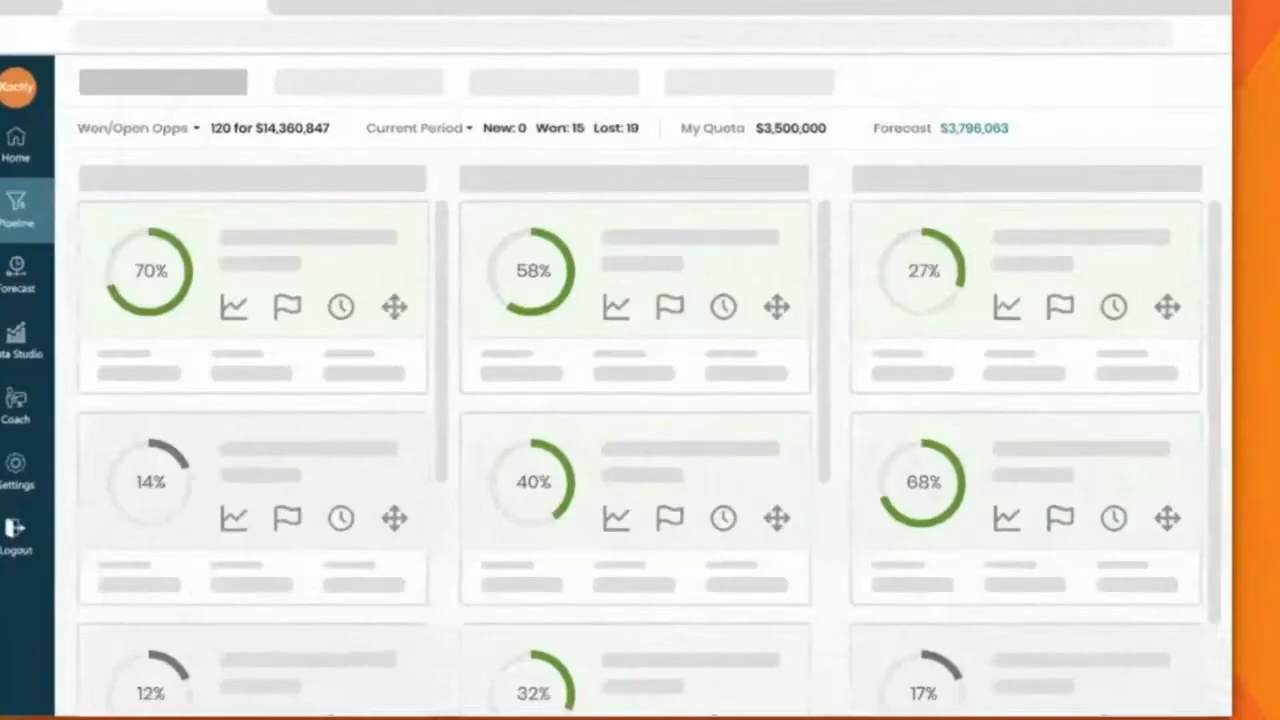 Xactly
Home
Pipeline
Forecast
ta Studio
Coach
Settings
Logout
Won/Open Opps 120 for $14,360,847 Current Period New: 0 Won: 15 Lost: 19 My Quota $3,500,000 Forecast $3,796,063
70% 58% 27%
14% 40% 68%
12% 32% 17%